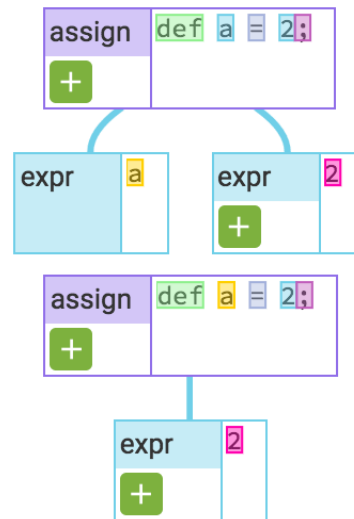 assign def a = 2;
+
expr a expr 2
+
assign def a = 2;
+
expr 2
+